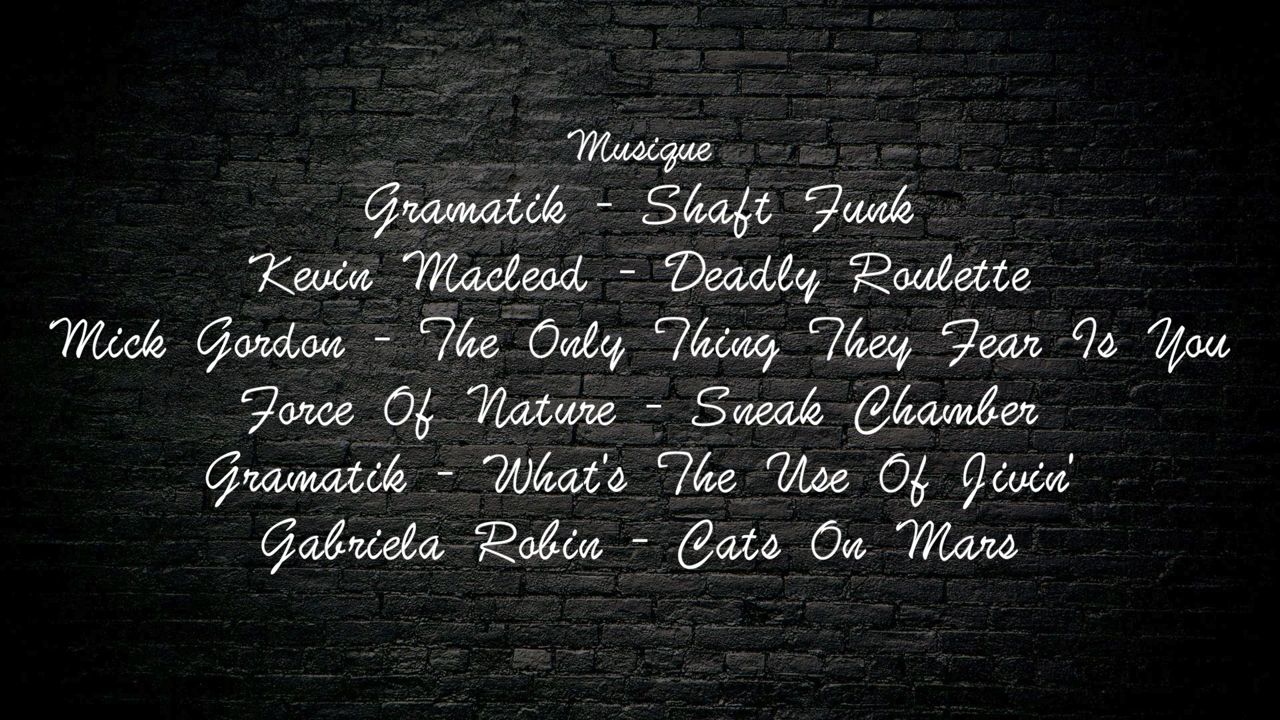 Musique
Gramatik - Shaft Funk
Kevin Macleod - Deadly Roulette
Mick Gordon - The Only Thing They Fear Is You
Force Of Nature - Sneak Chamber
Gramatik - What's The Use Of Jivin'
Gabriela Robin - Cats On Mars